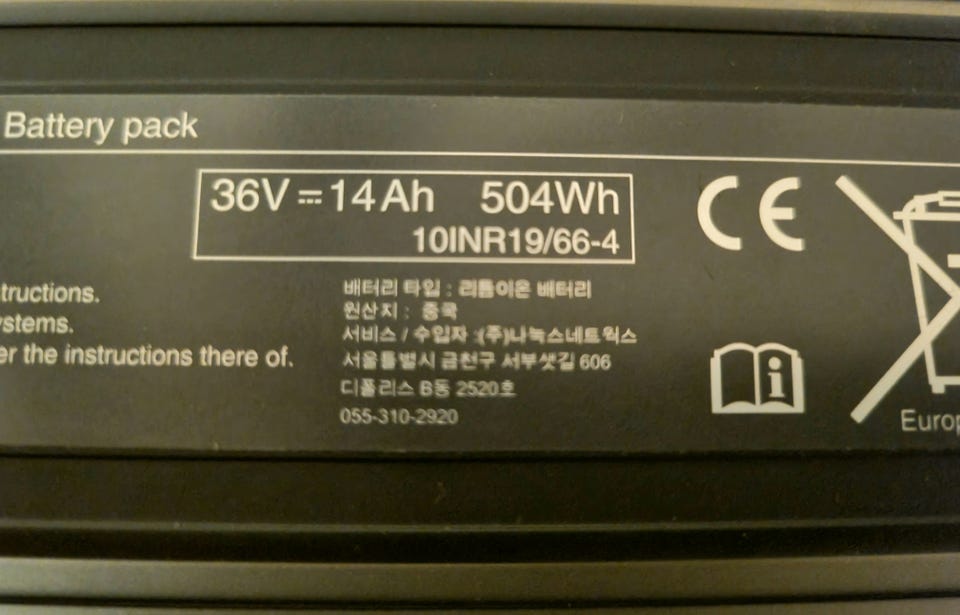 Battery pack
36V⎓14Ah 504Wh
10INR19/66-4
CE
tructions.
ystems.
er the instructions there of.
배터리 타입 : 리튬이온 배터리
원산지 : 중국
서비스 / 수입자 :(주)나눅스네트웍스
서울특별시 금천구 서부샛길 606
디폴리스 B동 2520호
055-310-2920
i
Europ